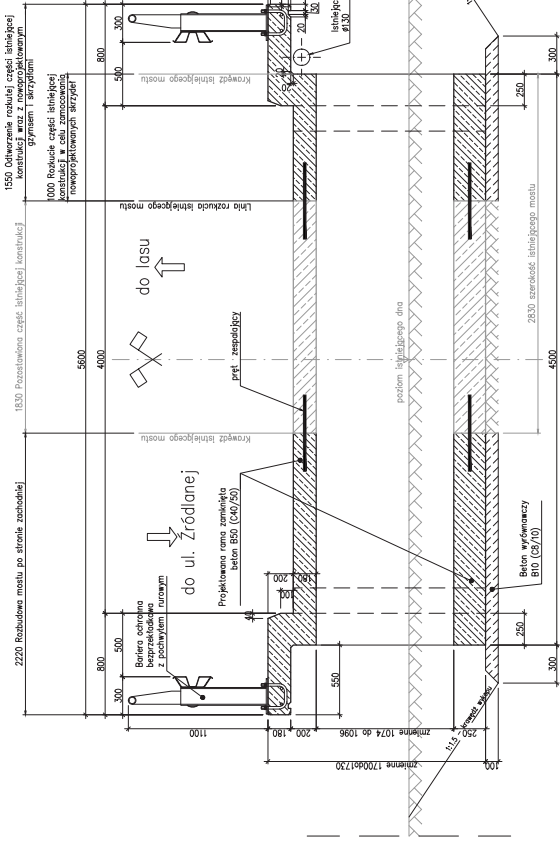 1550 Odtworzenie rozkutej części istniejącej
konstrukcji wraz z nowoprojektowanym
gzymsem i skrzydłami
1000 Rozkucie części istniejącej
konstrukcji w celu zamocowania
nowoprojektowanych skrzydeł
1830 Pozostawiona część istniejącej konstrukcji
2220 Rozbudowa mostu po stronie zachodniej
5600
4000
800
800
300
500
500
300
Krawędź istniejącego mostu
Linia rozkucia istniejącego mostu
Krawędź istniejącego mostu
do lasu
do ul. Źródlanej
pręt zespalający
Projektowana rama zamknięta
beton B50 (C40/50)
Bariera ochronna
bezprzekładkowa
z pochwytem rurowym
Istniejąc
ø130
20
20
30
40
100
200
180
550
1100
180
200
zmienne 1074 do 1096
250
zmienne 1700do1730
100
1:1.5 - krawędź wykopu
poziom istniejącego dna
2830 szerokość istniejącego mostu
Beton wyrównawczy
B10 (C8/10)
250
250
300
4500
300